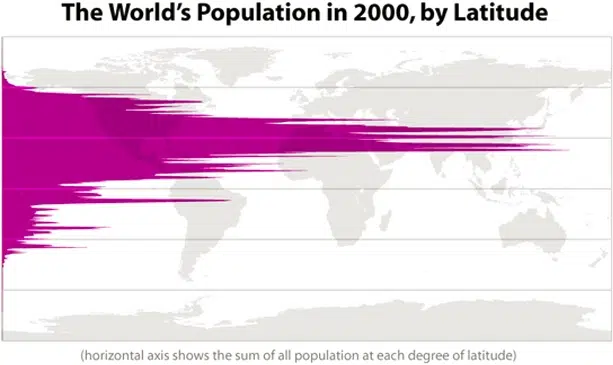 The World's Population in 2000, by Latitude
(horizontal axis shows the sum of all population at each degree of latitude)